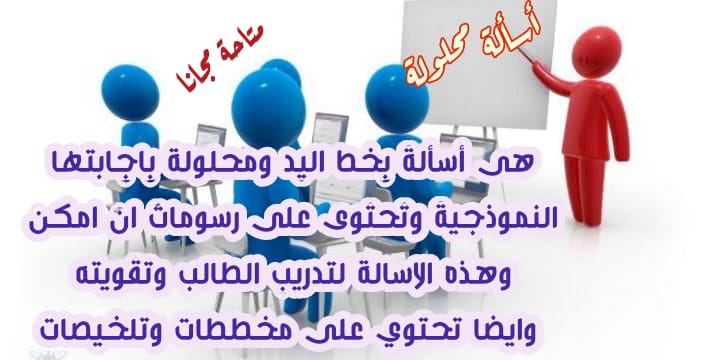 أسألة محلولة
متاحة مجانا
هى أسألة بخط اليد ومحلولة بإجابتها
النموذجية وتحتوى على رسومات ان امكن
وهذه الاسالة لتدريب الطالب وتقويته
وايضا تحتوي على مخططات وتلخيصات